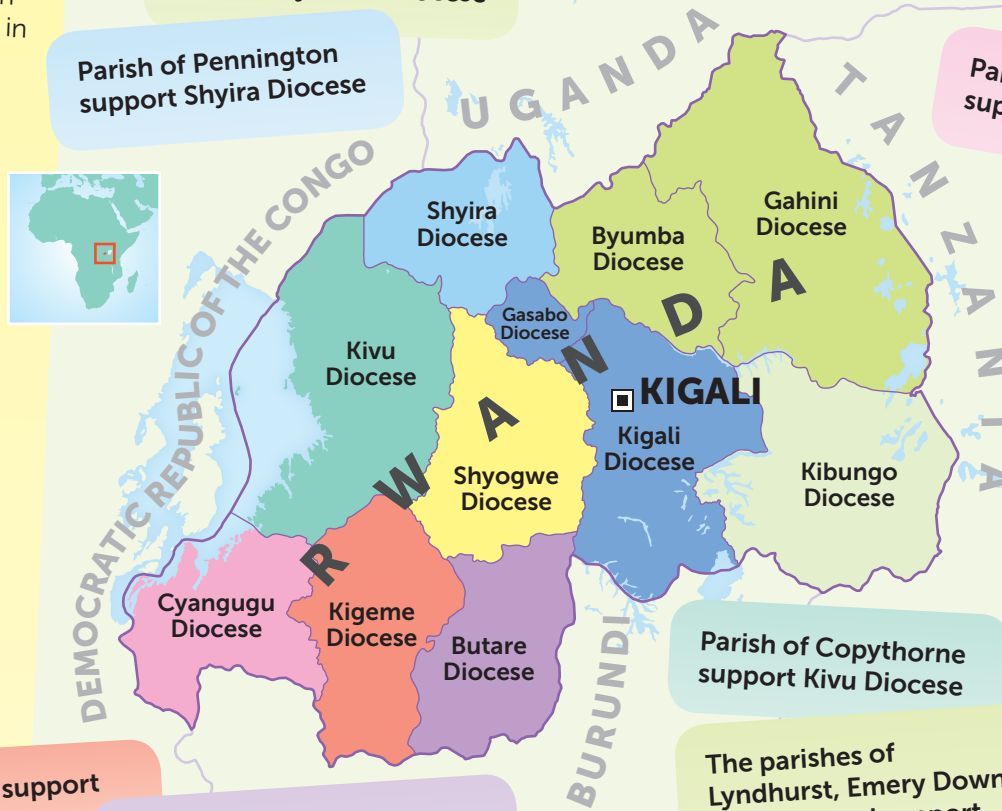 in
Parish of Pennington
support Shyira Diocese
UGANDA
TANZANIA
DEMOCRATIC REPUBLIC OF THE CONGO
BURUNDI
RWANDA
Shyira
Diocese
Byumba
Diocese
Gahini
Diocese
Gasabo
Diocese
Kivu
Diocese
KIGALI
Kigali
Diocese
Shyogwe
Diocese
Kibungo
Diocese
Cyangugu
Diocese
Kigeme
Diocese
Butare
Diocese
Parish of Copythorne
support Kivu Diocese
The parishes of
Lyndhurst, Emery Down
support